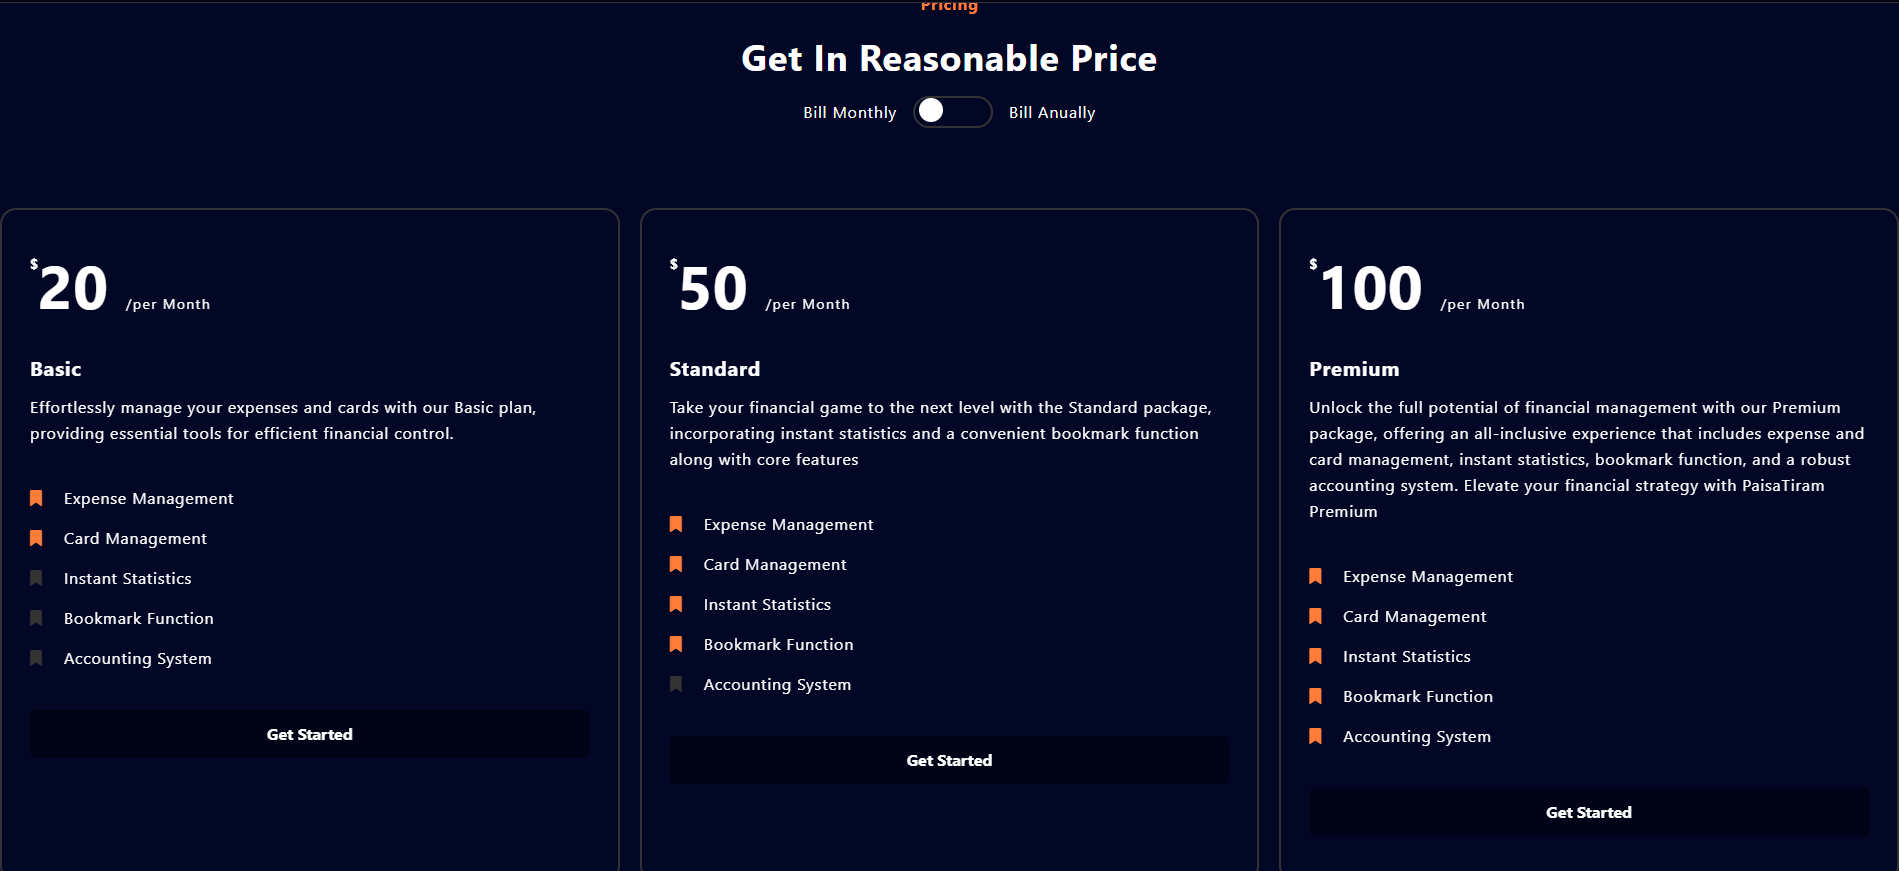 Pricing
Get In Reasonable Price
Bill Monthly
Bill Anually
$20 /per Month
Basic
Effortlessly manage your expenses and cards with our Basic plan,
providing essential tools for efficient financial control.
Expense Management
Card Management
Instant Statistics
Bookmark Function
Accounting System
Get Started
$50 /per Month
Standard
Take your financial game to the next level with the Standard package,
incorporating instant statistics and a convenient bookmark function
along with core features
Expense Management
Card Management
Instant Statistics
Bookmark Function
Accounting System
Get Started
$100 /per Month
Premium
Unlock the full potential of financial management with our Premium
package, offering an all-inclusive experience that includes expense and
card management, instant statistics, bookmark function, and a robust
accounting system. Elevate your financial strategy with PaisaTiram
Premium
Expense Management
Card Management
Instant Statistics
Bookmark Function
Accounting System
Get Started